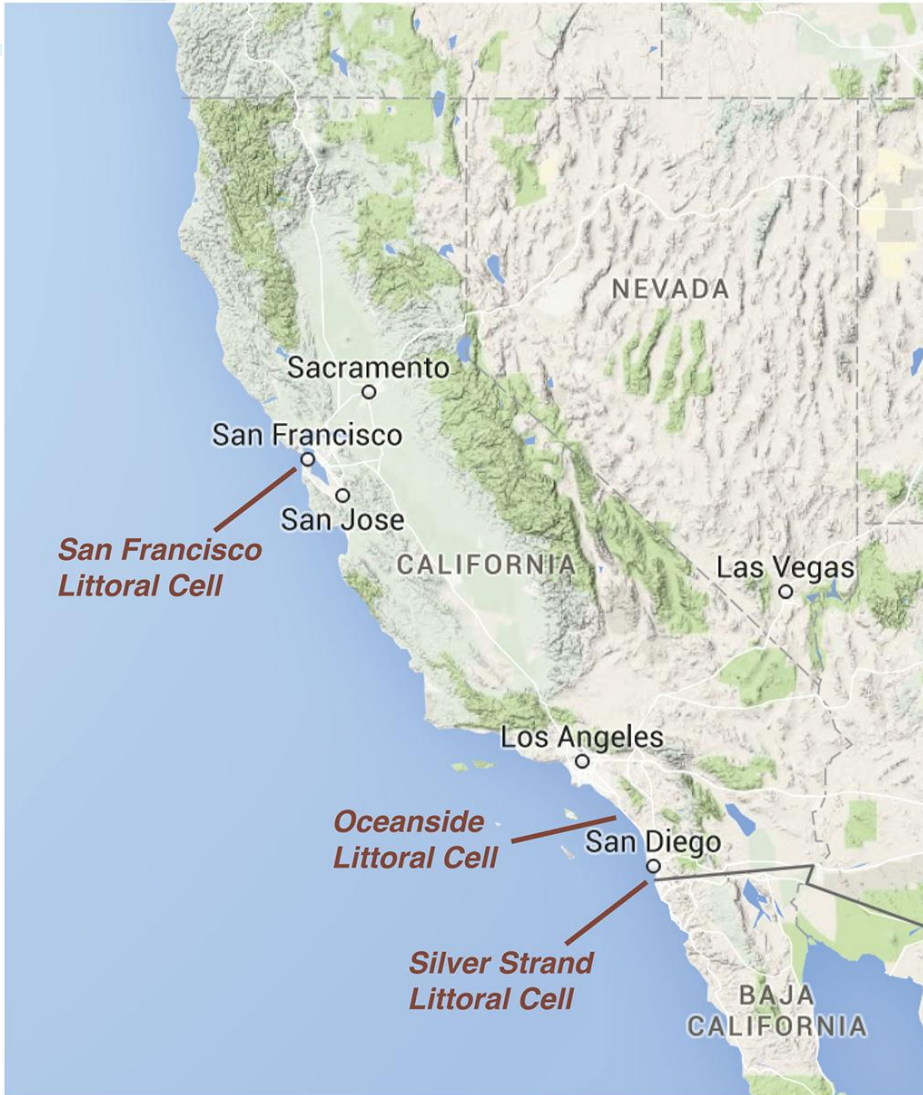 NEVADA
Sacramento
San Francisco
San Jose
San Francisco
Littoral Cell
CALIFORNIA
Las Vegas
Los Angeles
Oceanside
Littoral Cell
San Diego
Silver Strand
Littoral Cell
BAJA
CALIFORNIA